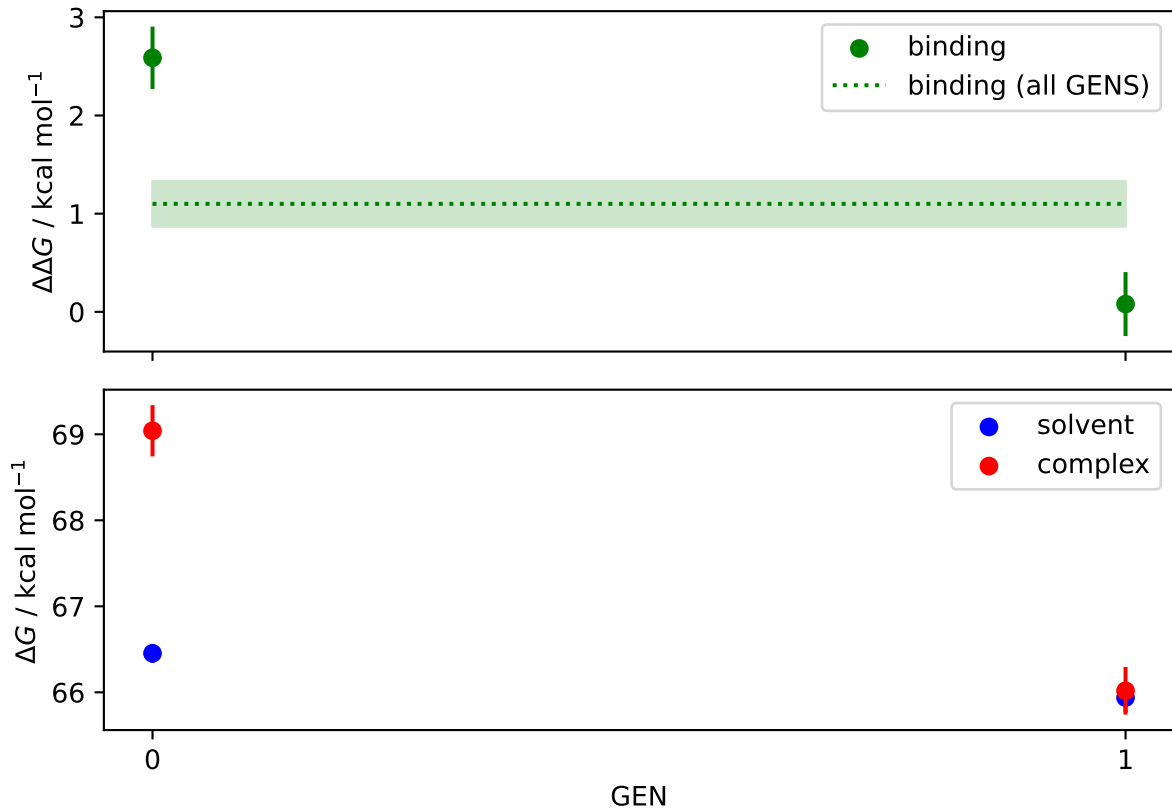 3
2
1
0
ΔΔG / kcal mol⁻¹
binding
binding (all GENS)
69
68
67
66
ΔG / kcal mol⁻¹
solvent
complex
0 1
GEN